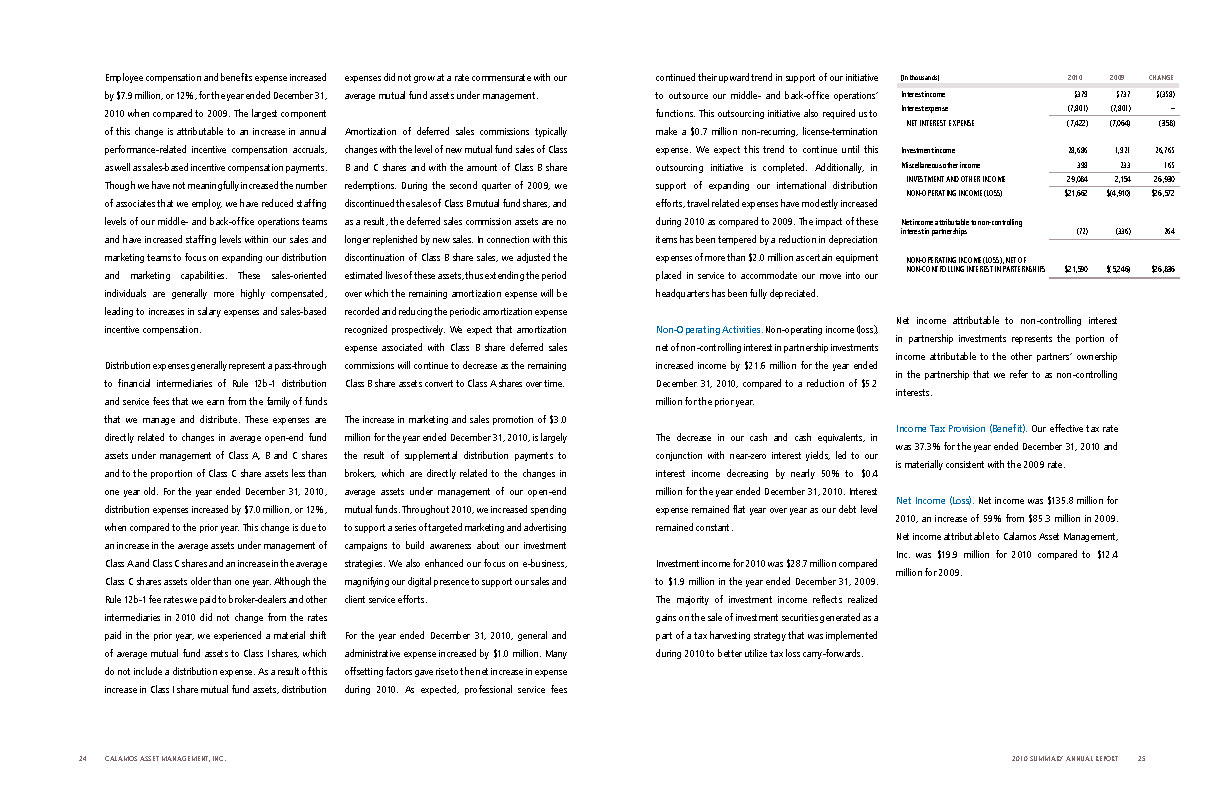 Employee compensation and benefits expense increased
by $7.9 million, or 12%, for the year ended December 31,
2010 when compared to 2009. The largest component
of this change is attributable to an increase in annual
performance-related incentive compensation accruals,
as well as sales-based incentive compensation payments.
Though we have not meaningfully increased the number
of associates that we employ, we have reduced staffing
levels of our middle- and back-office operations teams
and have increased staffing levels within our sales and
marketing teams to focus on expanding our distribution
and marketing capabilities. These sales-oriented
individuals are generally more highly compensated,
leading to increases in salary expenses and sales-based
incentive compensation.
Distribution expenses generally represent a pass-through
to financial intermediaries of Rule 12b-1 distribution
and service fees that we earn from the family of funds
that we manage and distribute. These expenses are
directly related to changes in average open-end fund
assets under management of Class A, B and C shares
and to the proportion of Class C share assets less than
one year old. For the year ended December 31, 2010,
distribution expenses increased by $7.0 million, or 12%,
when compared to the prior year. This change is due to
an increase in the average assets under management of
Class A and Class C shares and an increase in the average
Class C shares assets older than one year. Although the
Rule 12b-1 fee rates we paid to broker-dealers and other
intermediaries in 2010 did not change from the rates
paid in the prior year, we experienced a material shift
of average mutual fund assets to Class I shares, which
do not include a distribution expense. As a result of this
increase in Class I share mutual fund assets, distribution
expenses did not grow at a rate commensurate with our
average mutual fund assets under management.
Amortization of deferred sales commissions typically
changes with the level of new mutual fund sales of Class
B and C shares and with the amount of Class B share
redemptions. During the second quarter of 2009, we
discontinued the sales of Class B mutual fund shares, and
as a result, the deferred sales commission assets are no
longer replenished by new sales. In connection with this
discontinuation of Class B share sales, we adjusted the
estimated lives of these assets, thus extending the period
over which the remaining amortization expense will be
recorded and reducing the periodic amortization expense
recognized prospectively. We expect that amortization
expense associated with Class B share deferred sales
commissions will continue to decrease as the remaining
Class B share assets convert to Class A shares over time.
The increase in marketing and sales promotion of $3.0
million for the year ended December 31, 2010, is largely
the result of supplemental distribution payments to
brokers, which are directly related to the changes in
average assets under management of our open-end
mutual funds. Throughout 2010, we increased spending
to support a series of targeted marketing and advertising
campaigns to build awareness about our investment
strategies. We also enhanced our focus on e-business,
magnifying our digital presence to support our sales and
client service efforts.
For the year ended December 31, 2010, general and
administrative expense increased by $1.0 million. Many
offsetting factors gave rise to the net increase in expense
during 2010. As expected, professional service fees
continued their upward trend in support of our initiative
to outsource our middle- and back-office operations'
functions. This outsourcing initiative also required us to
make a $0.7 million non-recurring, license-termination
expense. We expect this trend to continue until this
outsourcing initiative is completed. Additionally, in
support of expanding our international distribution
efforts, travel related expenses have modestly increased
during 2010 as compared to 2009. The impact of these
items has been tempered by a reduction in depreciation
expenses of more than $2.0 million as certain equipment
placed in service to accommodate our move into our
headquarters has been fully depreciated.
Non-Operating Activities. Non-operating income (loss),
net of non-controlling interest in partnership investments
increased income by $21.6 million for the year ended
December 31, 2010, compared to a reduction of $5.2
million for the prior year.
The decrease in our cash and cash equivalents, in
conjunction with near-zero interest yields, led to our
interest income decreasing by nearly 50% to $0.4
million for the year ended December 31, 2010. Interest
expense remained flat year over year as our debt level
remained constant.
Investment income for 2010 was $28.7 million compared
to $1.9 million in the year ended December 31, 2009.
The majority of investment income reflects realized
gains on the sale of investment securities generated as a
part of a tax harvesting strategy that was implemented
during 2010 to better utilize tax loss carry-forwards.
(In thousands) 2010 2009 CHANGE
Interest income $379 $737 $(358)
Interest expense (7,801) (7,801) –
NET INTEREST EXPENSE (7,422) (7,064) (358)
Investment income 28,686 1,921 26,765
Miscellaneous other income 398 233 165
INVESTMENT AND OTHER INCOME 29,084 2,154 26,930
NON-OPERATING INCOME (LOSS) $21,662 $(4,910) $26,572
Net income attributable to non-controlling
interest in partnerships (72) (336) 264
NON-OPERATING INCOME (LOSS), NET OF
NON-CONTROLLING INTEREST IN PARTNERSHIPS $21,590 $(5,246) $26,836
Net income attributable to non-controlling interest
in partnership investments represents the portion of
income attributable to the other partners' ownership
in the partnership that we refer to as non-controlling
interests.
Income Tax Provision (Benefit). Our effective tax rate
was 37.3% for the year ended December 31, 2010 and
is materially consistent with the 2009 rate.
Net Income (Loss). Net income was $135.8 million for
2010, an increase of 59% from $85.3 million in 2009.
Net income attributable to Calamos Asset Management,
Inc. was $19.9 million for 2010 compared to $12.4
million for 2009.
24 CALAMOS ASSET MANAGEMENT, INC.
2010 SUMMARY ANNUAL REPORT 25